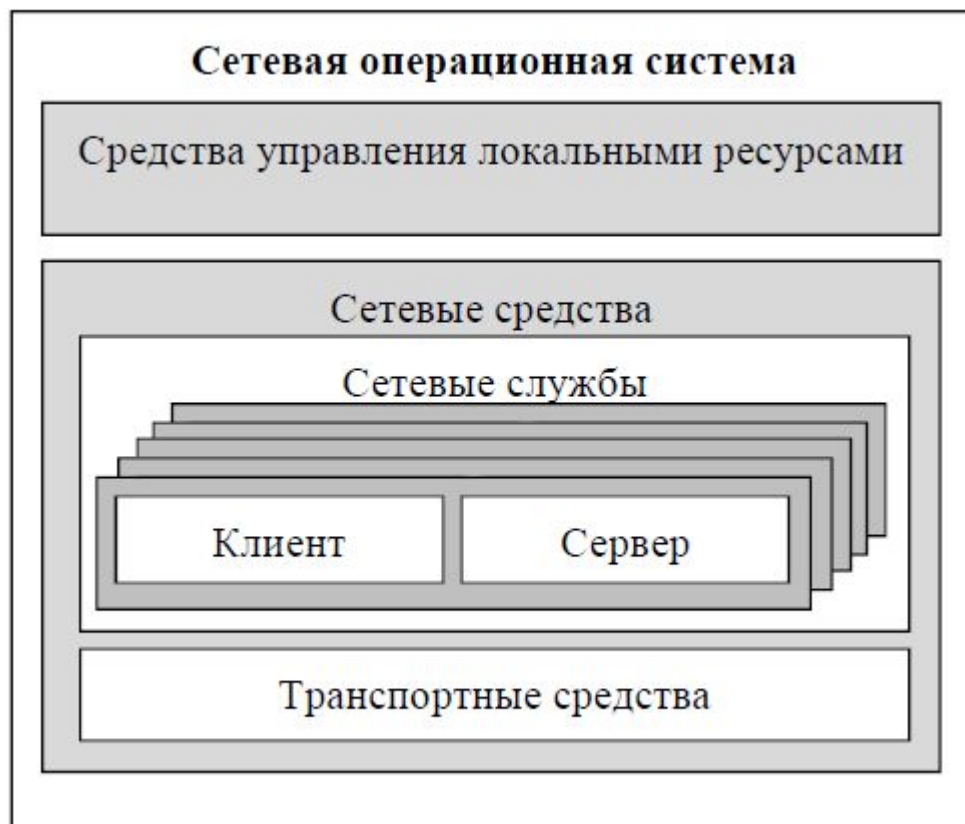 Сетевая операционная система
Средства управления локальными ресурсами
Сетевые средства
Сетевые службы
Клиент
Сервер
Транспортные средства